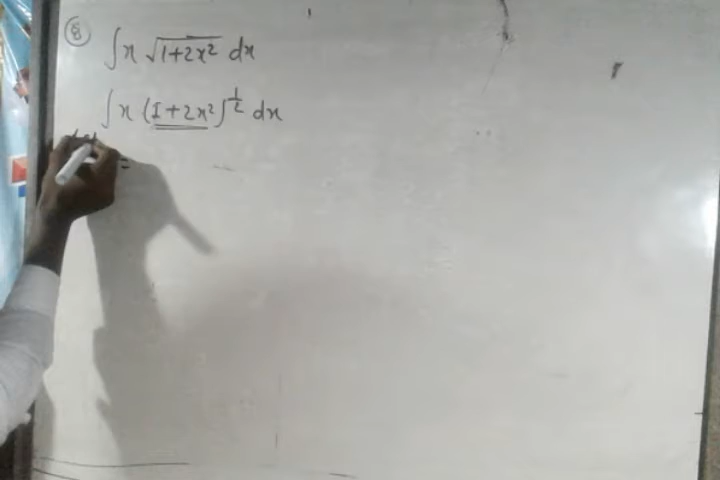 ⑧ ∫x √1+2x² dx
∫x (1+2x²)^½ dx
=